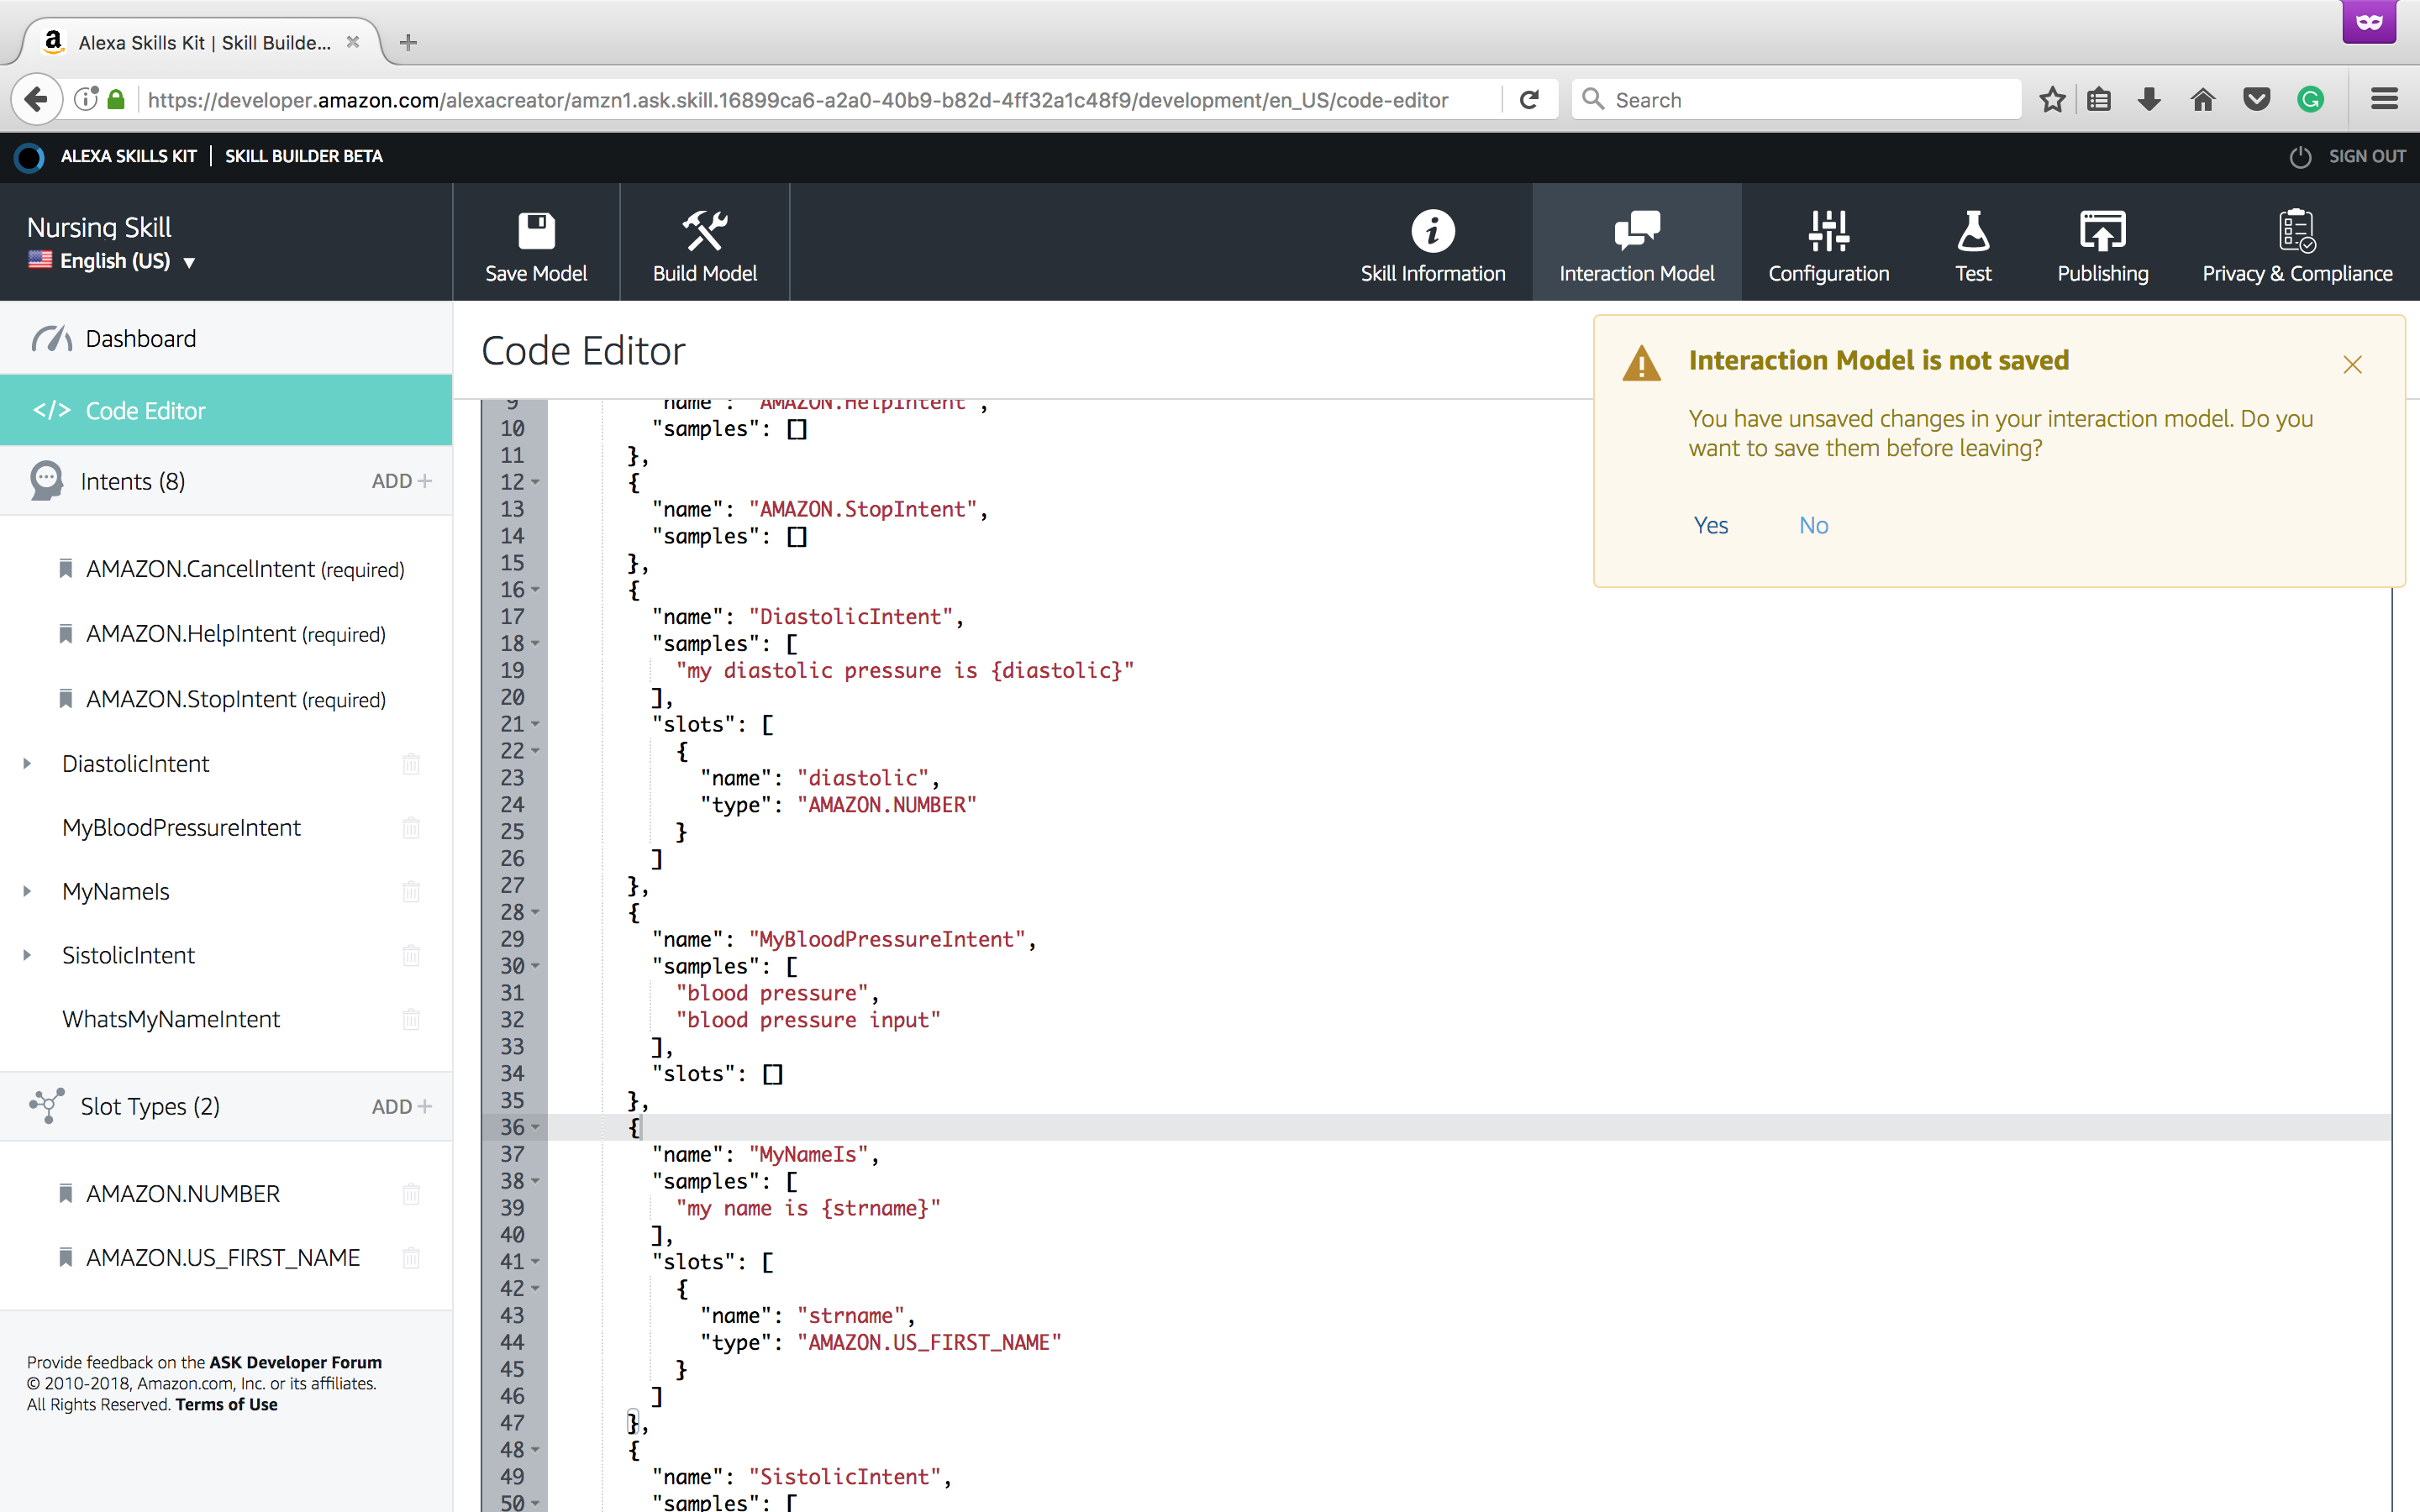 Alexa Skills Kit | Skill Builde...
https://developer.amazon.com/alexacreator/amzn1.ask.skill.16899ca6-a2a0-40b9-b82d-4ff32a1c48f9/development/en_US/code-editor
Search
ALEXA SKILLS KIT | SKILL BUILDER BETA
SIGN OUT
Nursing Skill
English (US)
Save Model
Build Model
Skill Information
Interaction Model
Configuration
Test
Publishing
Privacy & Compliance
Dashboard
</> Code Editor
Intents (8)
ADD +
AMAZON.CancelIntent (required)
AMAZON.HelpIntent (required)
AMAZON.StopIntent (required)
DiastolicIntent
MyBloodPressureIntent
MyNameIs
SistolicIntent
WhatsMyNameIntent
Slot Types (2)
ADD +
AMAZON.NUMBER
AMAZON.US_FIRST_NAME
Provide feedback on the ASK Developer Forum
© 2010-2018, Amazon.com, Inc. or its affiliates.
All Rights Reserved. Terms of Use
Code Editor
Interaction Model is not saved
You have unsaved changes in your interaction model. Do you
want to save them before leaving?
Yes
No
9 "name": "AMAZON.HelpIntent",
10 "samples": []
11 },
12 {
13 "name": "AMAZON.StopIntent",
14 "samples": []
15 },
16 {
17 "name": "DiastolicIntent",
18 "samples": [
19 "my diastolic pressure is {diastolic}"
20 ],
21 "slots": [
22 {
23 "name": "diastolic",
24 "type": "AMAZON.NUMBER"
25 }
26 ]
27 },
28 {
29 "name": "MyBloodPressureIntent",
30 "samples": [
31 "blood pressure",
32 "blood pressure input"
33 ],
34 "slots": []
35 },
36 {
37 "name": "MyNameIs",
38 "samples": [
39 "my name is {strname}"
40 ],
41 "slots": [
42 {
43 "name": "strname",
44 "type": "AMAZON.US_FIRST_NAME"
45 }
46 ]
47 },
48 {
49 "name": "SistolicIntent",
50 "samples": [